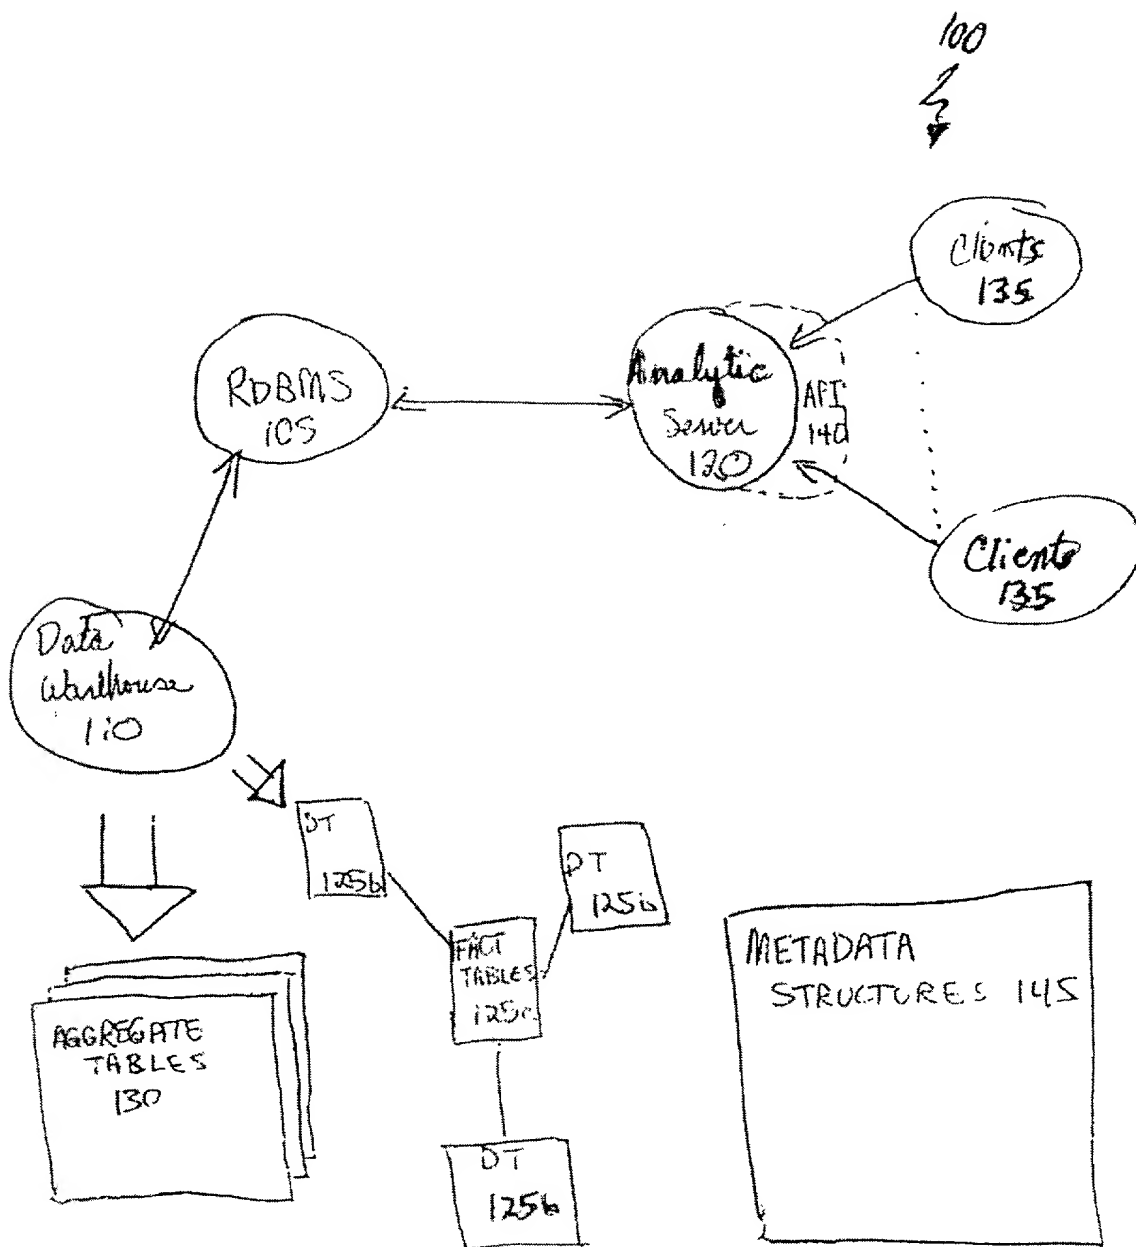 100
Clients
135
RDBMS
105
Analytic
Server
120
API
140
Clients
135
Data
Warehouse
110
DT
125b
DT
125b
FACT
TABLES
125a
METADATA
STRUCTURES 145
AGGREGATE
TABLES
130
DT
125b